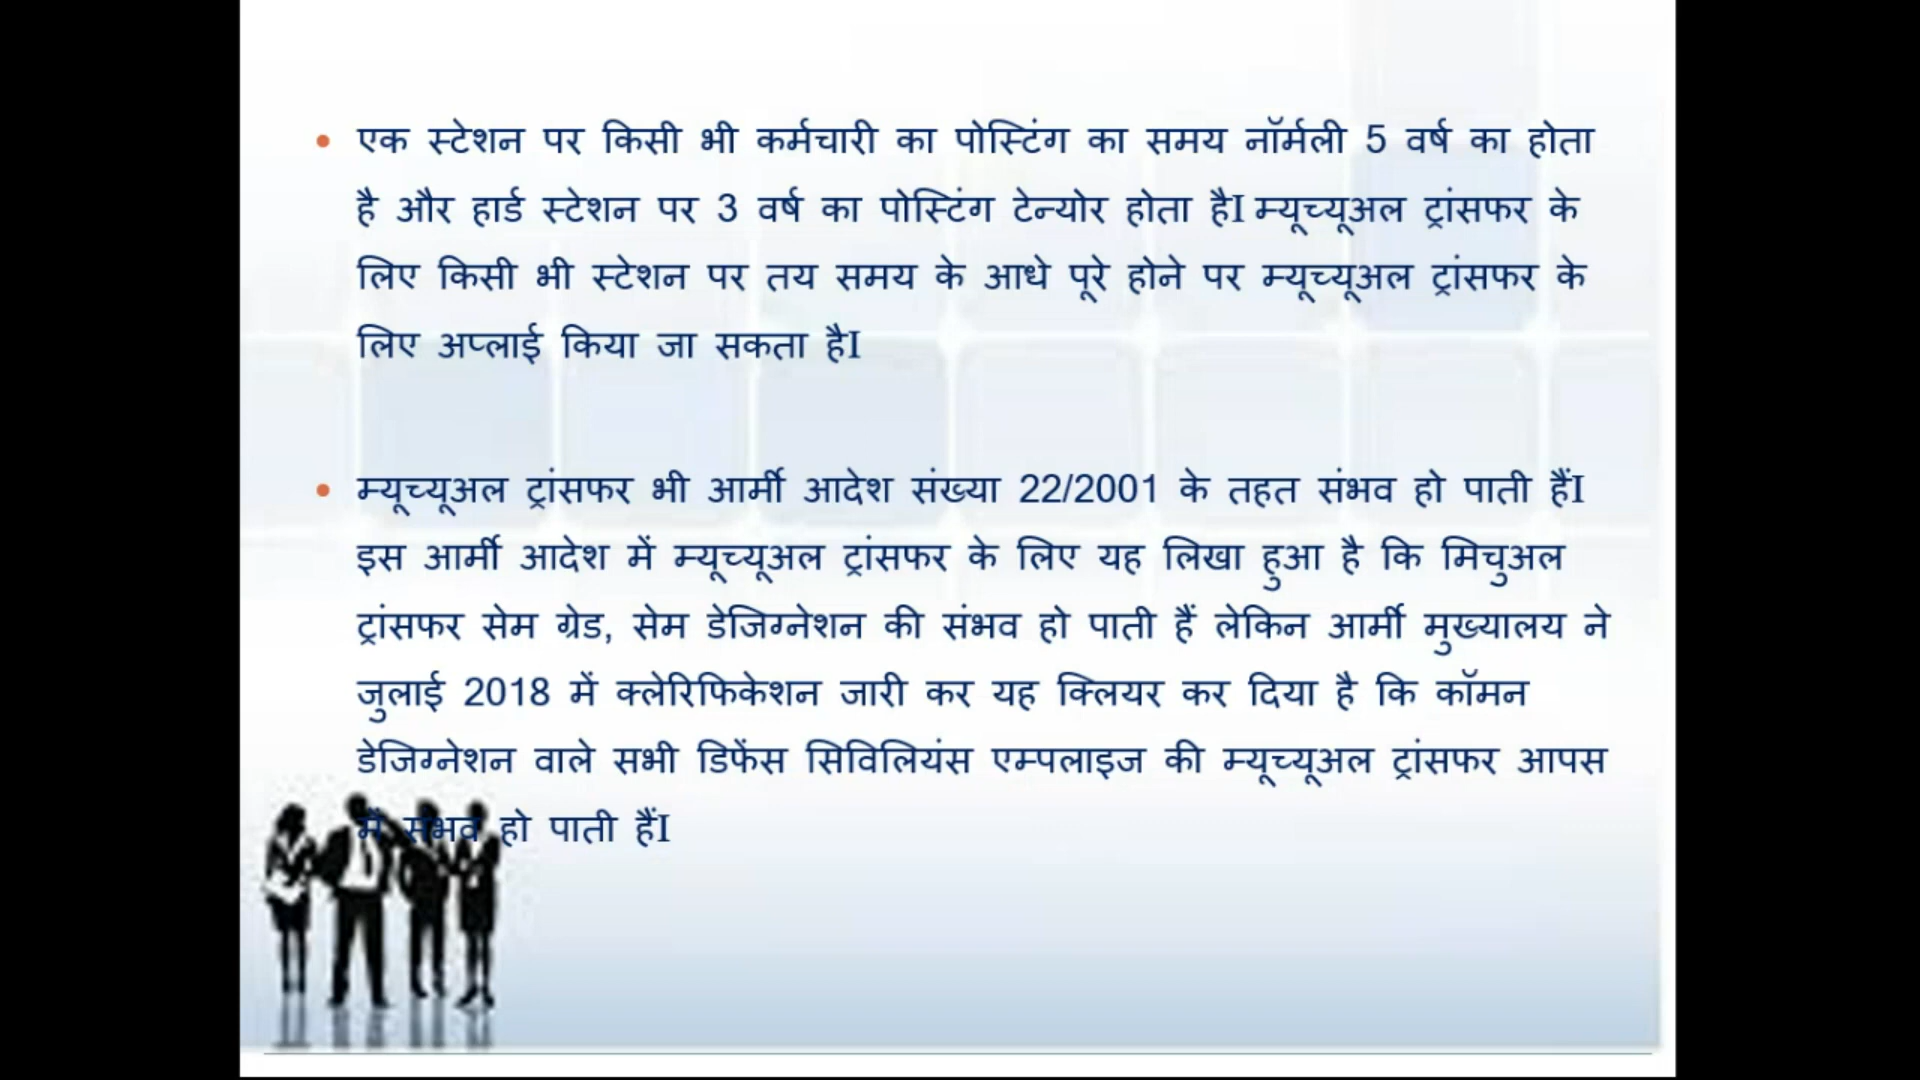 • एक स्टेशन पर किसी भी कर्मचारी का पोस्टिंग का समय नॉर्मली 5 वर्ष का होता
है और हार्ड स्टेशन पर 3 वर्ष का पोस्टिंग टेन्योर होता हैI म्यूच्यूअल ट्रांसफर के
लिए किसी भी स्टेशन पर तय समय के आधे पूरे होने पर म्यूच्यूअल ट्रांसफर के
लिए अप्लाई किया जा सकता हैI
• म्यूच्यूअल ट्रांसफर भी आर्मी आदेश संख्या 22/2001 के तहत संभव हो पाती हैंI
इस आर्मी आदेश में म्यूच्यूअल ट्रांसफर के लिए यह लिखा हुआ है कि मिचुअल
ट्रांसफर सेम ग्रेड, सेम डेजिग्नेशन की संभव हो पाती हैं लेकिन आर्मी मुख्यालय ने
जुलाई 2018 में क्लेरिफिकेशन जारी कर यह क्लियर कर दिया है कि कॉमन
डेजिग्नेशन वाले सभी डिफेंस सिविलियंस एम्पलाइज की म्यूच्यूअल ट्रांसफर आपस
में संभव हो पाती हैंI